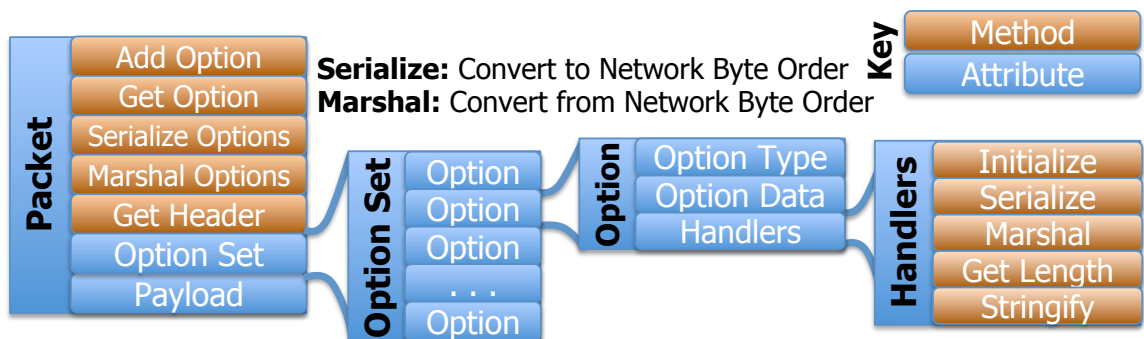 Packet
Add Option
Get Option
Serialize Options
Marshal Options
Get Header
Option Set
Payload
Serialize: Convert to Network Byte Order
Marshal: Convert from Network Byte Order
Key
Method
Attribute
Option Set
Option
Option
Option
. . .
Option
Option
Option Type
Option Data
Handlers
Handlers
Initialize
Serialize
Marshal
Get Length
Stringify